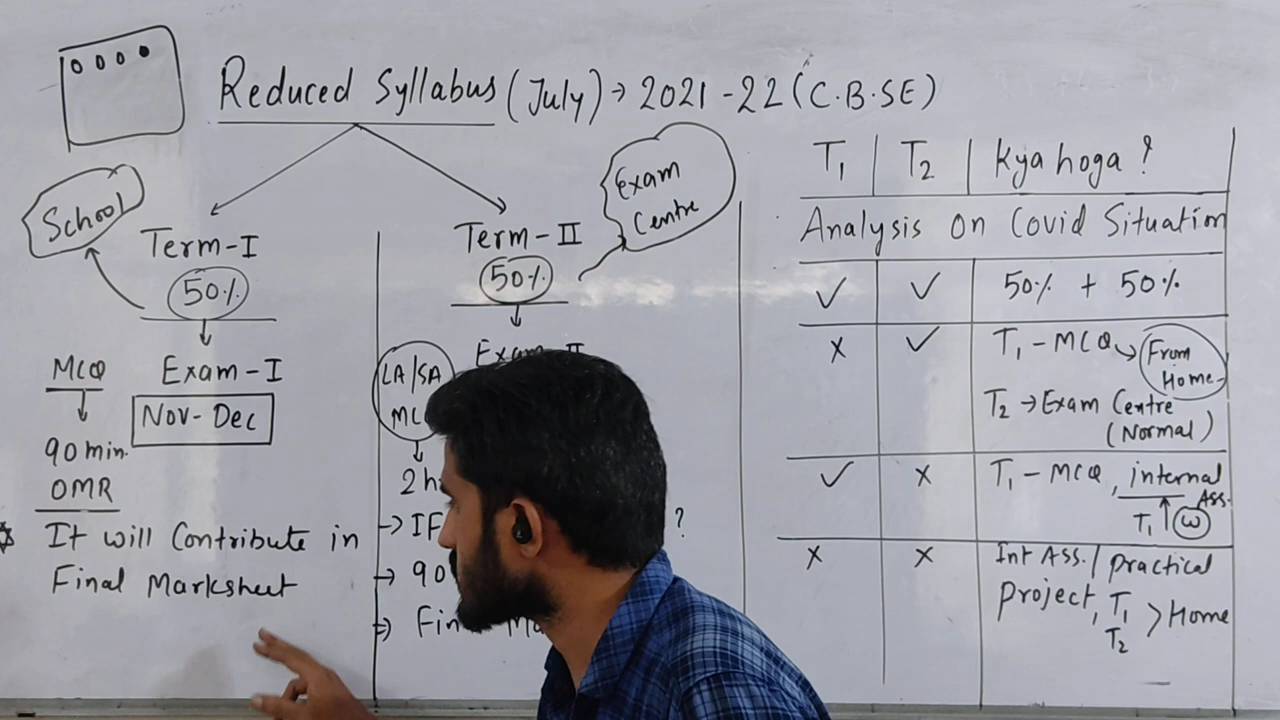 Reduced Syllabus (July) → 2021-22 (C.B.SE)
School
Term-I
50%
MCQ
90 min.
OMR
Exam-I
Nov-Dec
It will Contribute in
Final Marksheet
Exam
Centre
Term-II
50%
LA/SA
2h
→ IF ?
→ 90
→ Fin
T1 T2 Kya hoga ?
Analysis On Covid Situation
✓ ✓ 50% + 50%
x ✓ T1 - MCQ → From
Home
T2 → Exam Centre
(Normal)
✓ x T1 - MCQ, internal
Ass.
T1 ↑ W
x x Int Ass. / practical
Project, T1
T2 > Home